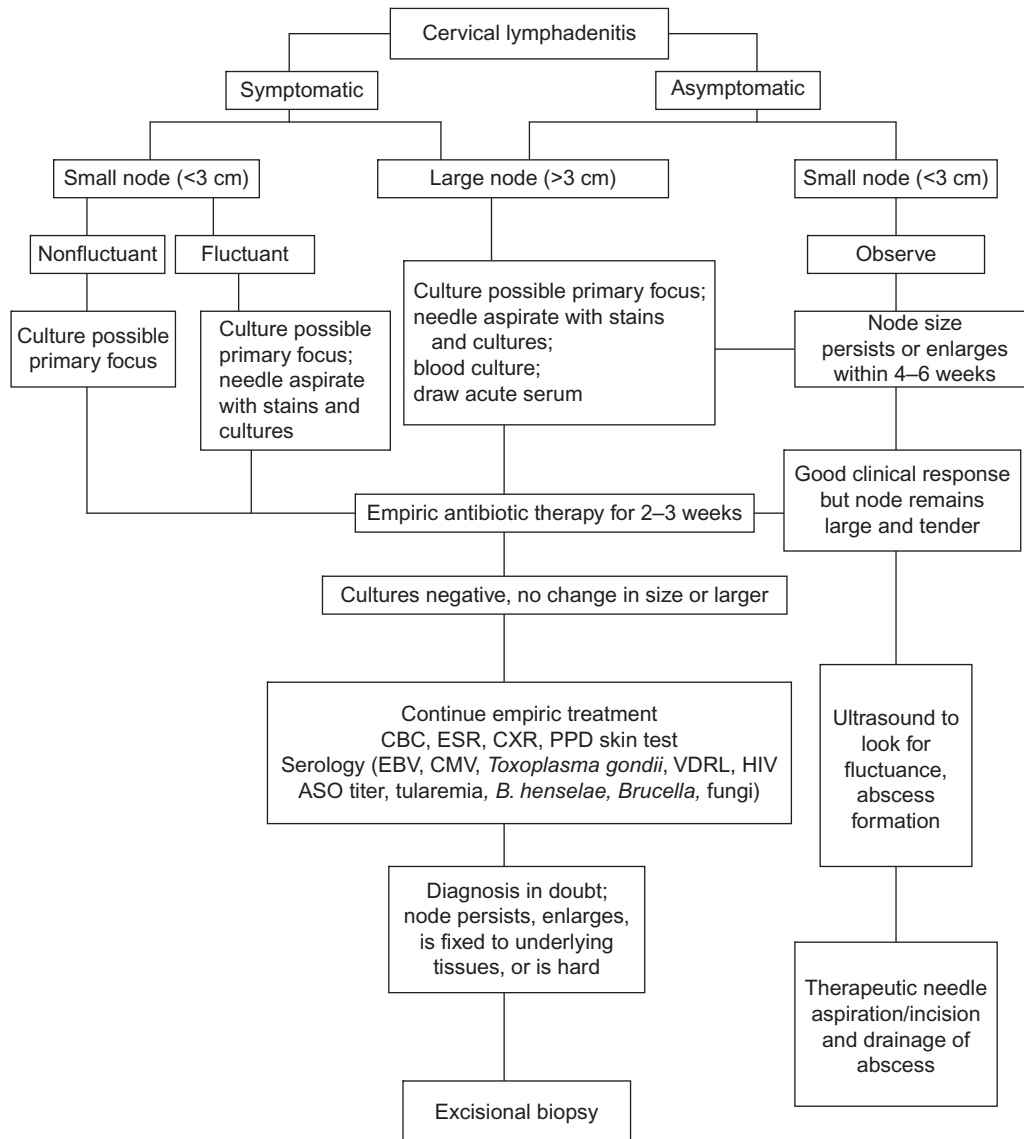 Cervical lymphadenitis
Symptomatic
Asymptomatic
Small node (<3 cm)
Large node (>3 cm)
Small node (<3 cm)
Nonfluctuant
Fluctuant
Observe
Culture possible
primary focus
Culture possible
primary focus;
needle aspirate
with stains and
cultures
Culture possible primary focus;
needle aspirate with stains
and cultures;
blood culture;
draw acute serum
Node size
persists or enlarges
within 4–6 weeks
Empiric antibiotic therapy for 2–3 weeks
Good clinical response
but node remains
large and tender
Cultures negative, no change in size or larger
Continue empiric treatment
CBC, ESR, CXR, PPD skin test
Serology (EBV, CMV, Toxoplasma gondii, VDRL, HIV
ASO titer, tularemia, B. henselae, Brucella, fungi)
Ultrasound to
look for
fluctuance,
abscess
formation
Diagnosis in doubt;
node persists, enlarges,
is fixed to underlying
tissues, or is hard
Therapeutic needle
aspiration/incision
and drainage of
abscess
Excisional biopsy